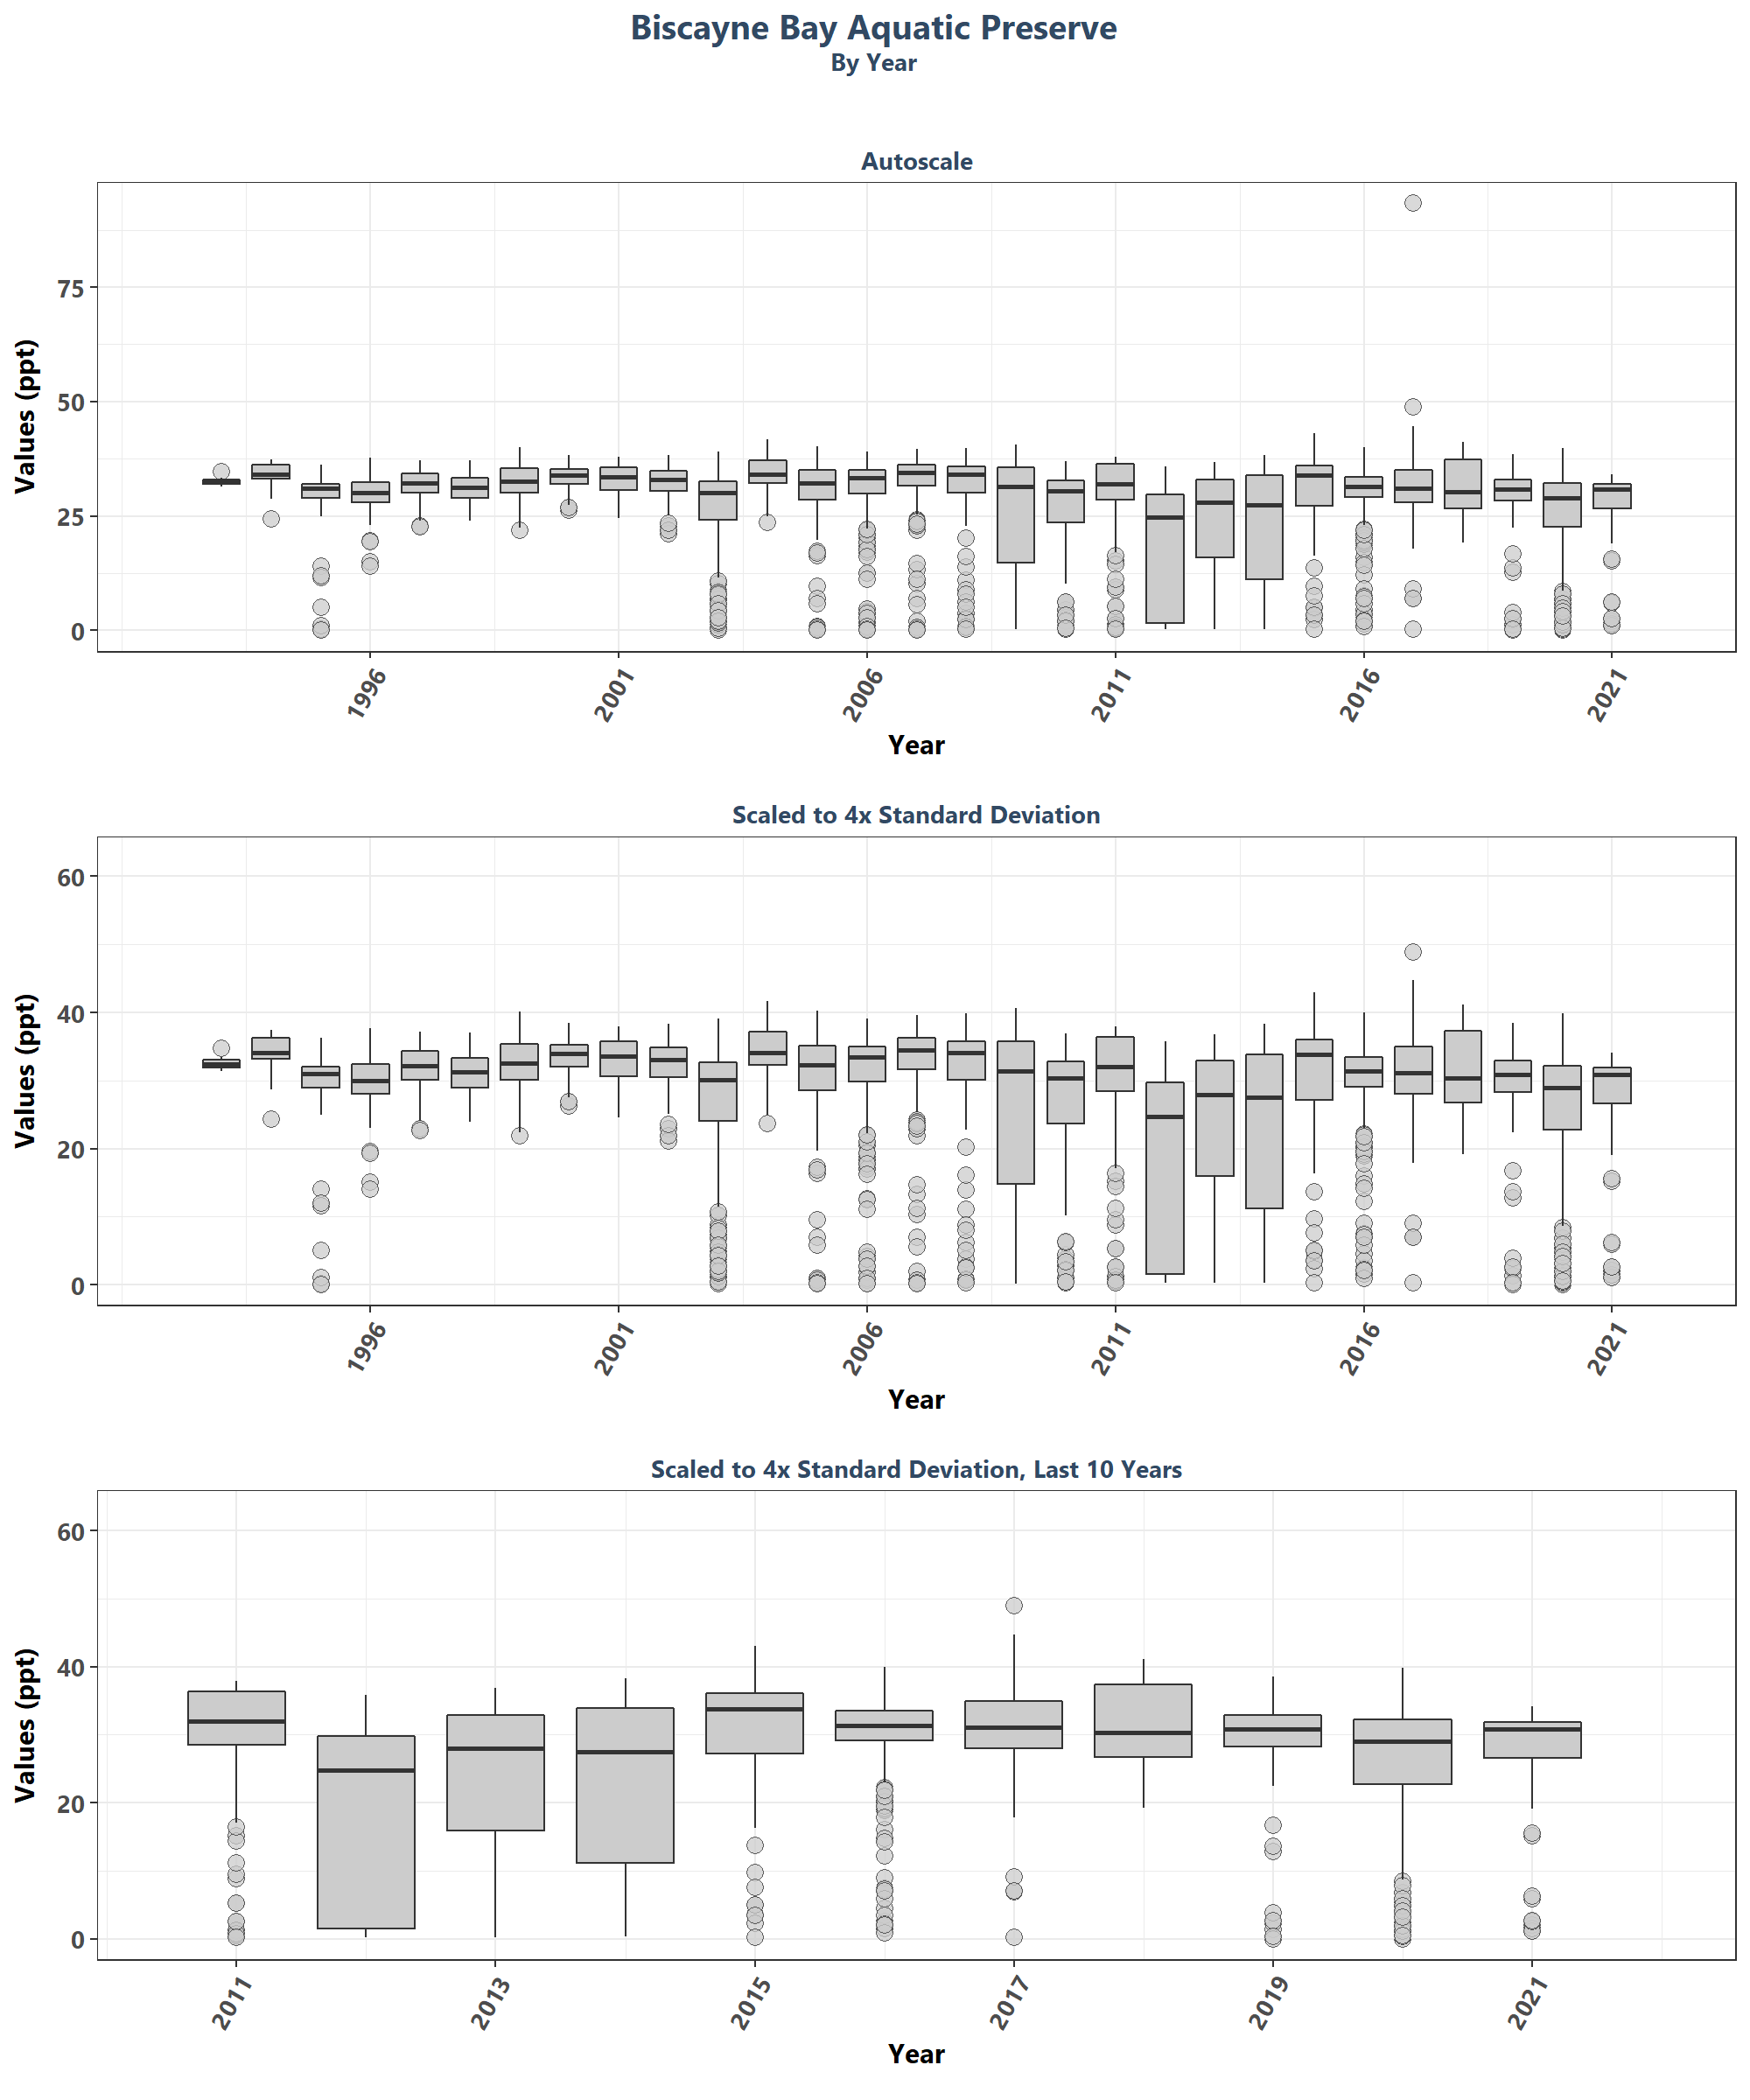 Biscayne Bay Aquatic Preserve
By Year
Autoscale
Values (ppt)
75
50
25
0
1996
2001
2006
2011
2016
2021
Year
Scaled to 4x Standard Deviation
Values (ppt)
60
40
20
0
1996
2001
2006
2011
2016
2021
Year
Scaled to 4x Standard Deviation, Last 10 Years
Values (ppt)
60
40
20
0
2011
2013
2015
2017
2019
2021
Year